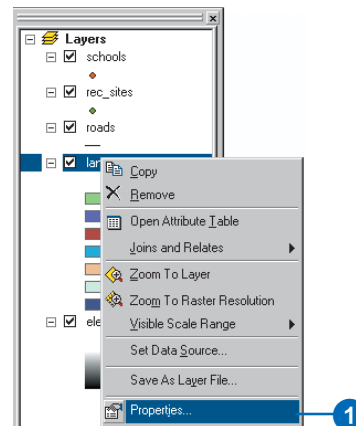 Layers
schools
rec_sites
roads
lan
Copy
Remove
Open Attribute Table
Joins and Relates
Zoom To Layer
Zoom To Raster Resolution
Visible Scale Range
ele
Set Data Source...
Save As Layer File...
Properties...
1